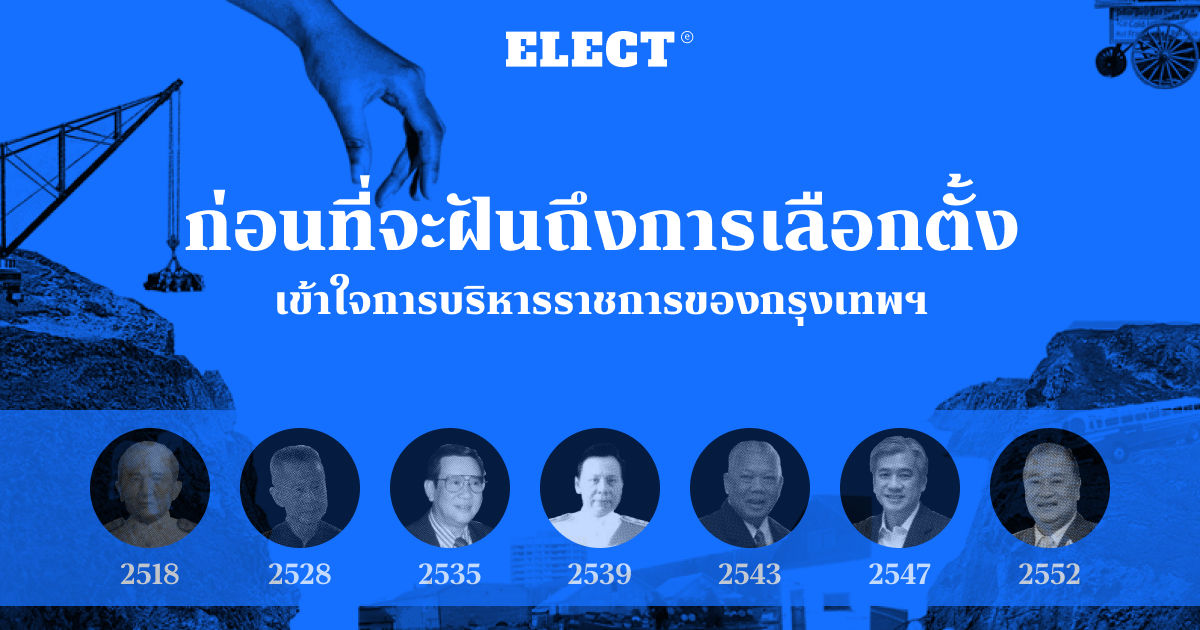 ELECT ©
ก่อนที่จะฝันถึงการเลือกตั้ง
เข้าใจการบริหารราชการของกรุงเทพฯ
2518 2528 2535 2539 2543 2547 2552